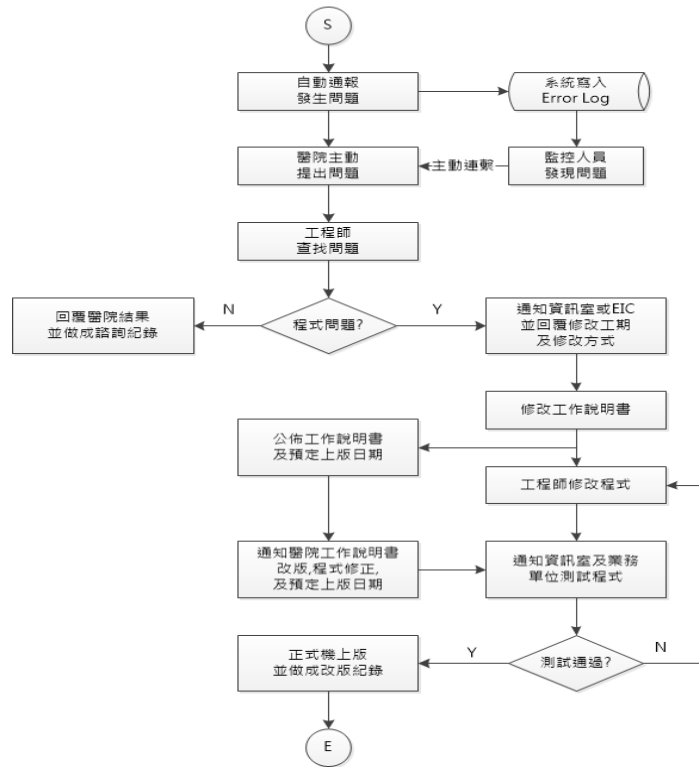 S
自動通報
發生問題
系統寫入
Error Log
醫院主動
提出問題
主動連繫
監控人員
發現問題
工程師
查找問題
回覆醫院結果
並做成諮詢紀錄
N
程式問題?
Y
通知資訊室或EIC
並回覆修改工期
及修改方式
修改工作說明書
公佈工作說明書
及預定上版日期
工程師修改程式
通知醫院工作說明書
改版,程式修正,
及預定上版日期
通知資訊室及業務
單位測試程式
正式機上版
並做成改版紀錄
Y
測試通過?
N
E